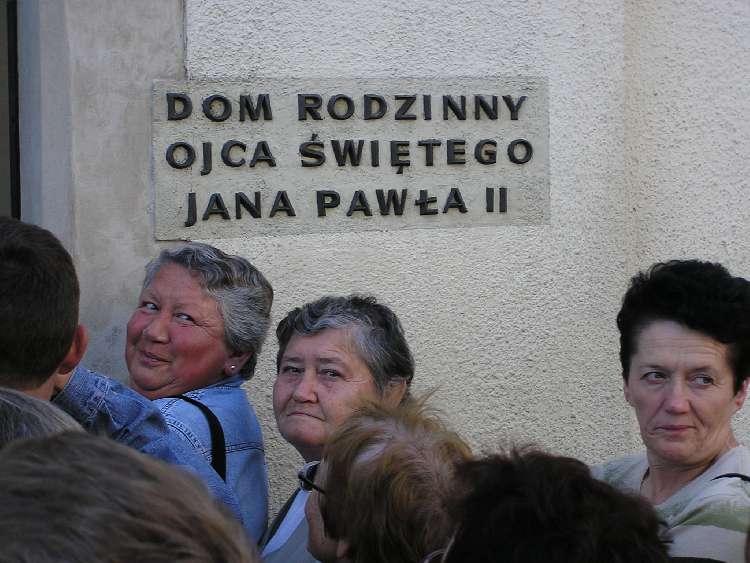 DOM RODZINNY
OJCA ŚWIĘTEGO
JANA PAWŁA II